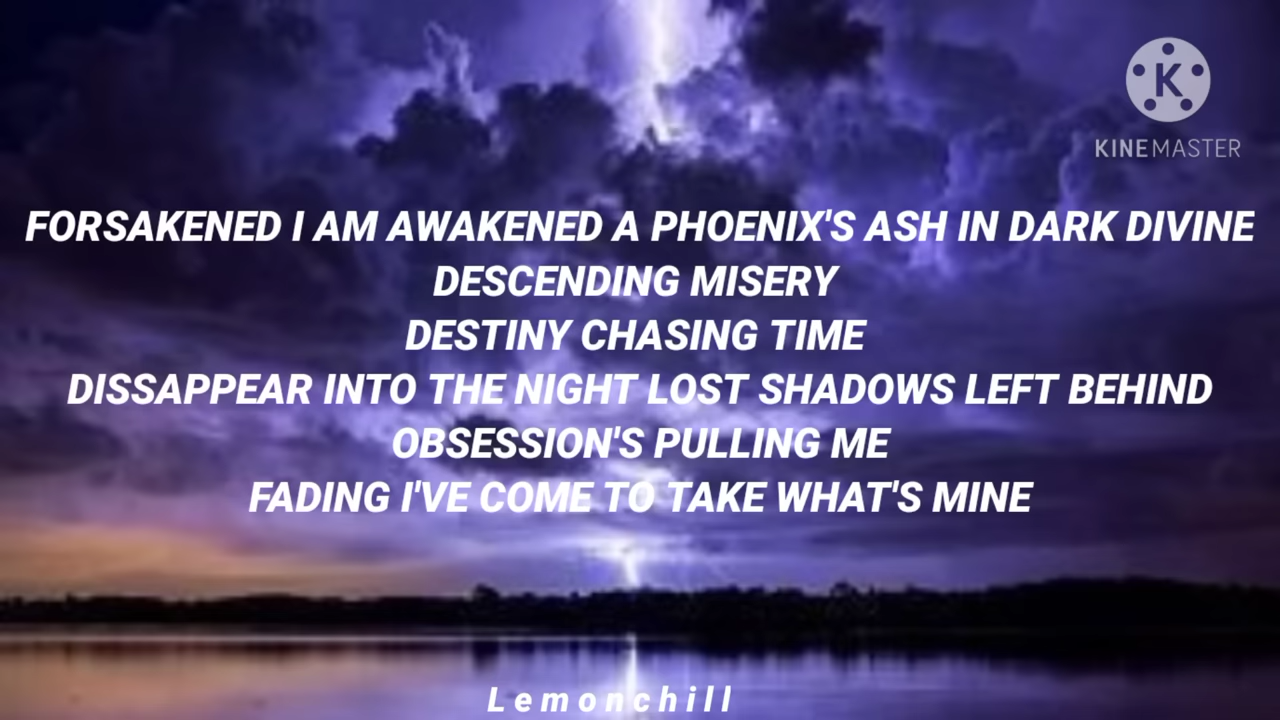 K
KINEMASTER
FORSAKENED I AM AWAKENED A PHOENIX'S ASH IN DARK DIVINE
DESCENDING MISERY
DESTINY CHASING TIME
DISSAPPEAR INTO THE NIGHT LOST SHADOWS LEFT BEHIND
OBSESSION'S PULLING ME
FADING I'VE COME TO TAKE WHAT'S MINE
Lemonchill